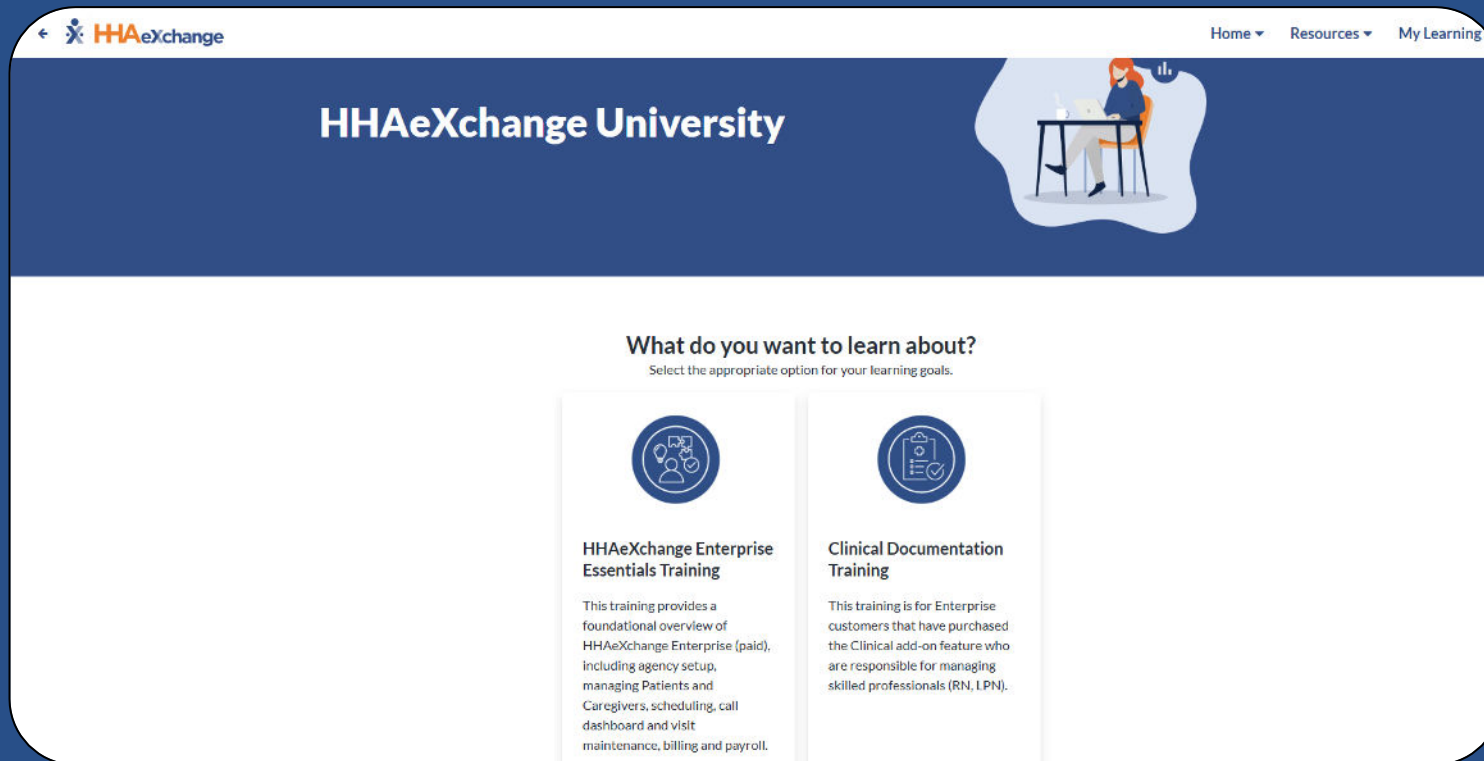 HHAeXchange
Home Resources My Learning
HHAeXchange University
What do you want to learn about?
Select the appropriate option for your learning goals.
HHAeXchange Enterprise
Essentials Training
This training provides a
foundational overview of
HHAeXchange Enterprise (paid),
including agency setup,
managing Patients and
Caregivers, scheduling, call
dashboard and visit
maintenance, billing and payroll.
Clinical Documentation
Training
This training is for Enterprise
customers that have purchased
the Clinical add-on feature who
are responsible for managing
skilled professionals (RN, LPN).